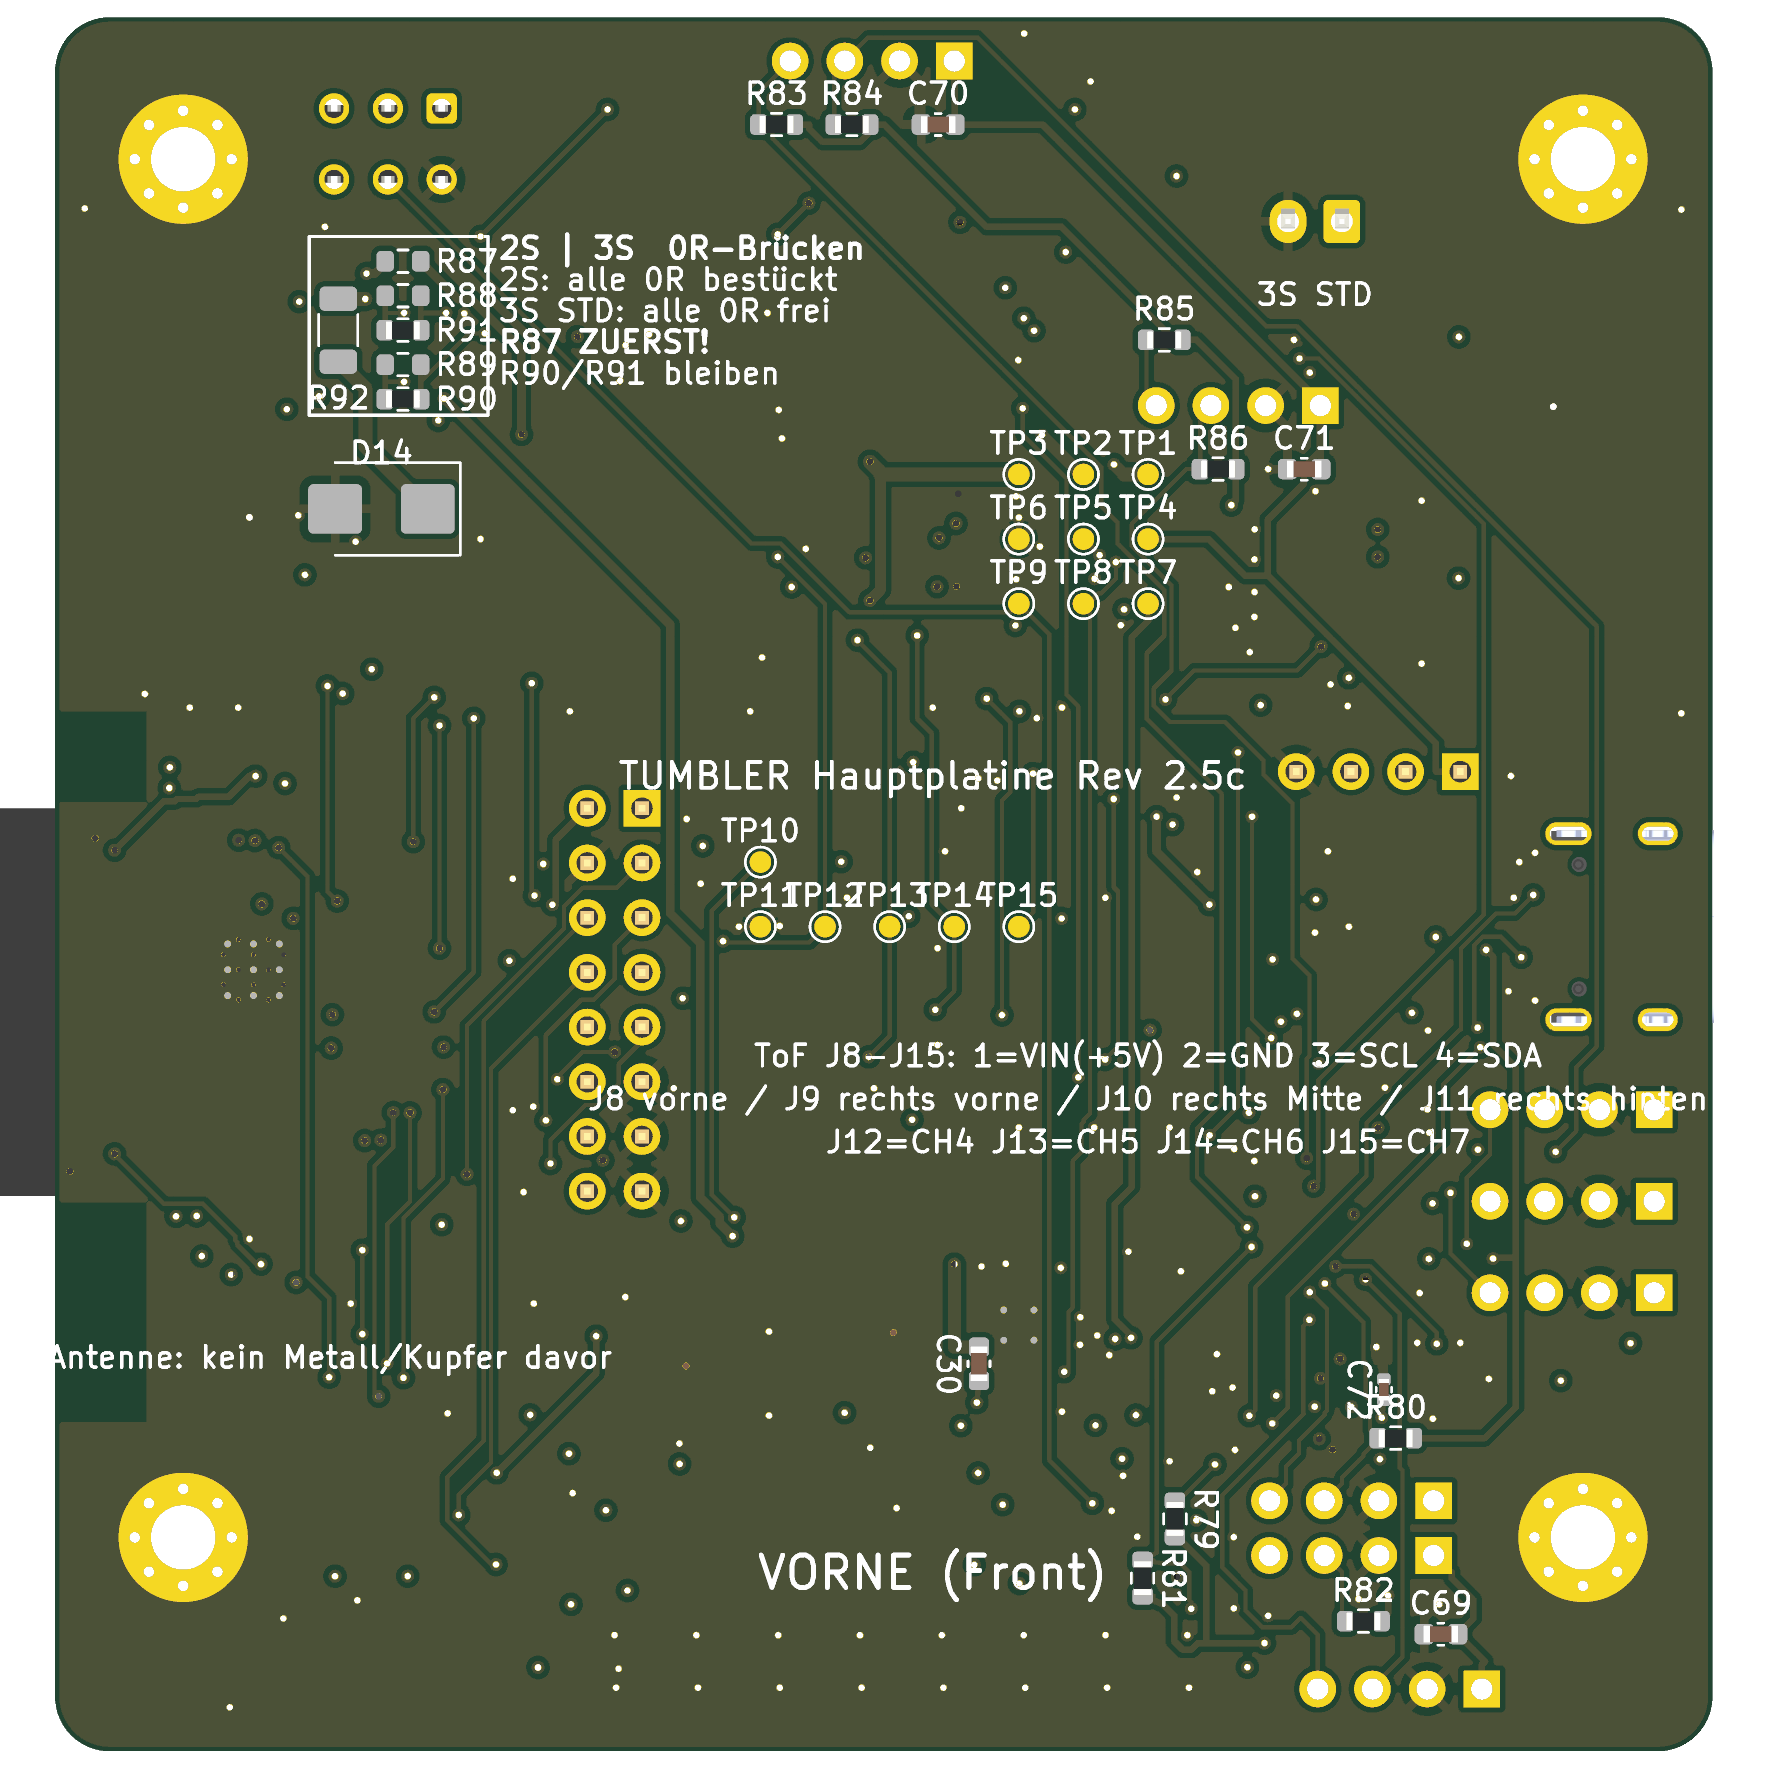 R83 R84 C70
2S | 3S  0R-Brücken
2S: alle 0R bestückt
3S STD: alle 0R frei
R87 ZUERST!
R90/R91 bleiben
R87
R88
R91
R89
R92 R90
D14
3S STD
R85
R86 C71
TP3 TP2 TP1
TP6 TP5 TP4
TP9 TP8 TP7
TUMBLER Hauptplatine Rev 2.5c
TP10
TP11 TP12 TP13 TP14 TP15
ToF J8-J15: 1=VIN(+5V) 2=GND 3=SCL 4=SDA
J8 vorne / J9 rechts vorne / J10 rechts Mitte / J11 rechts hinten
J12=CH4 J13=CH5 J14=CH6 J15=CH7
Antenne: kein Metall/Kupfer davor
C30
C72
R80
R79
R81
VORNE (Front)
R82 C69